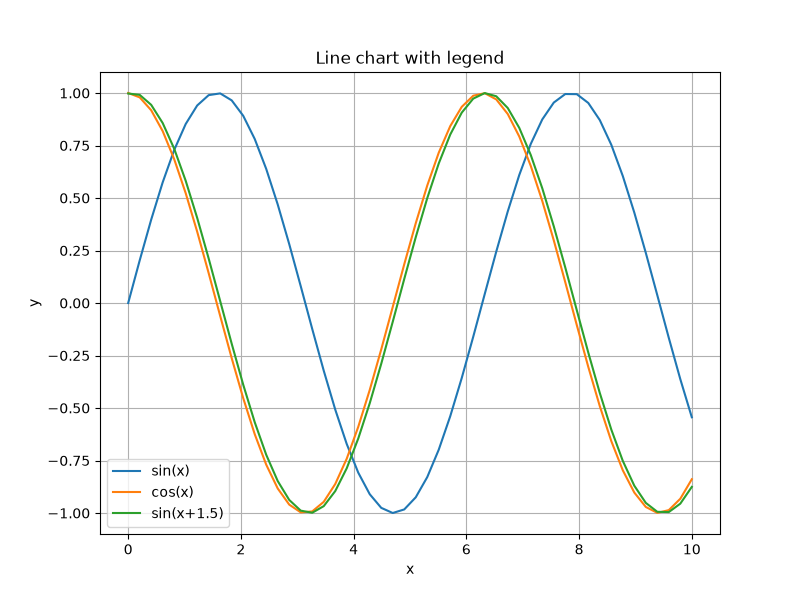 Line chart with legend
1.00
0.75
0.50
0.25
0.00
−0.25
−0.50
−0.75
−1.00
y
sin(x)
cos(x)
sin(x+1.5)
0 2 4 6 8 10
x